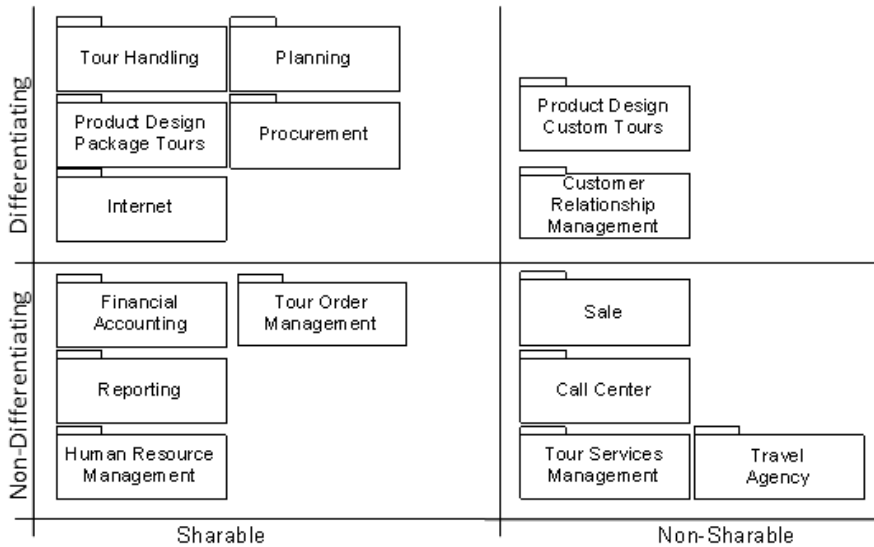 Differentiating
Tour Handling
Planning
Product Design
Package Tours
Procurement
Internet
Product Design
Custom Tours
Customer
Relationship
Management
Non-Differentiating
Financial
Accounting
Tour Order
Management
Reporting
Human Resource
Management
Sale
Call Center
Tour Services
Management
Travel
Agency
Sharable
Non-Sharable